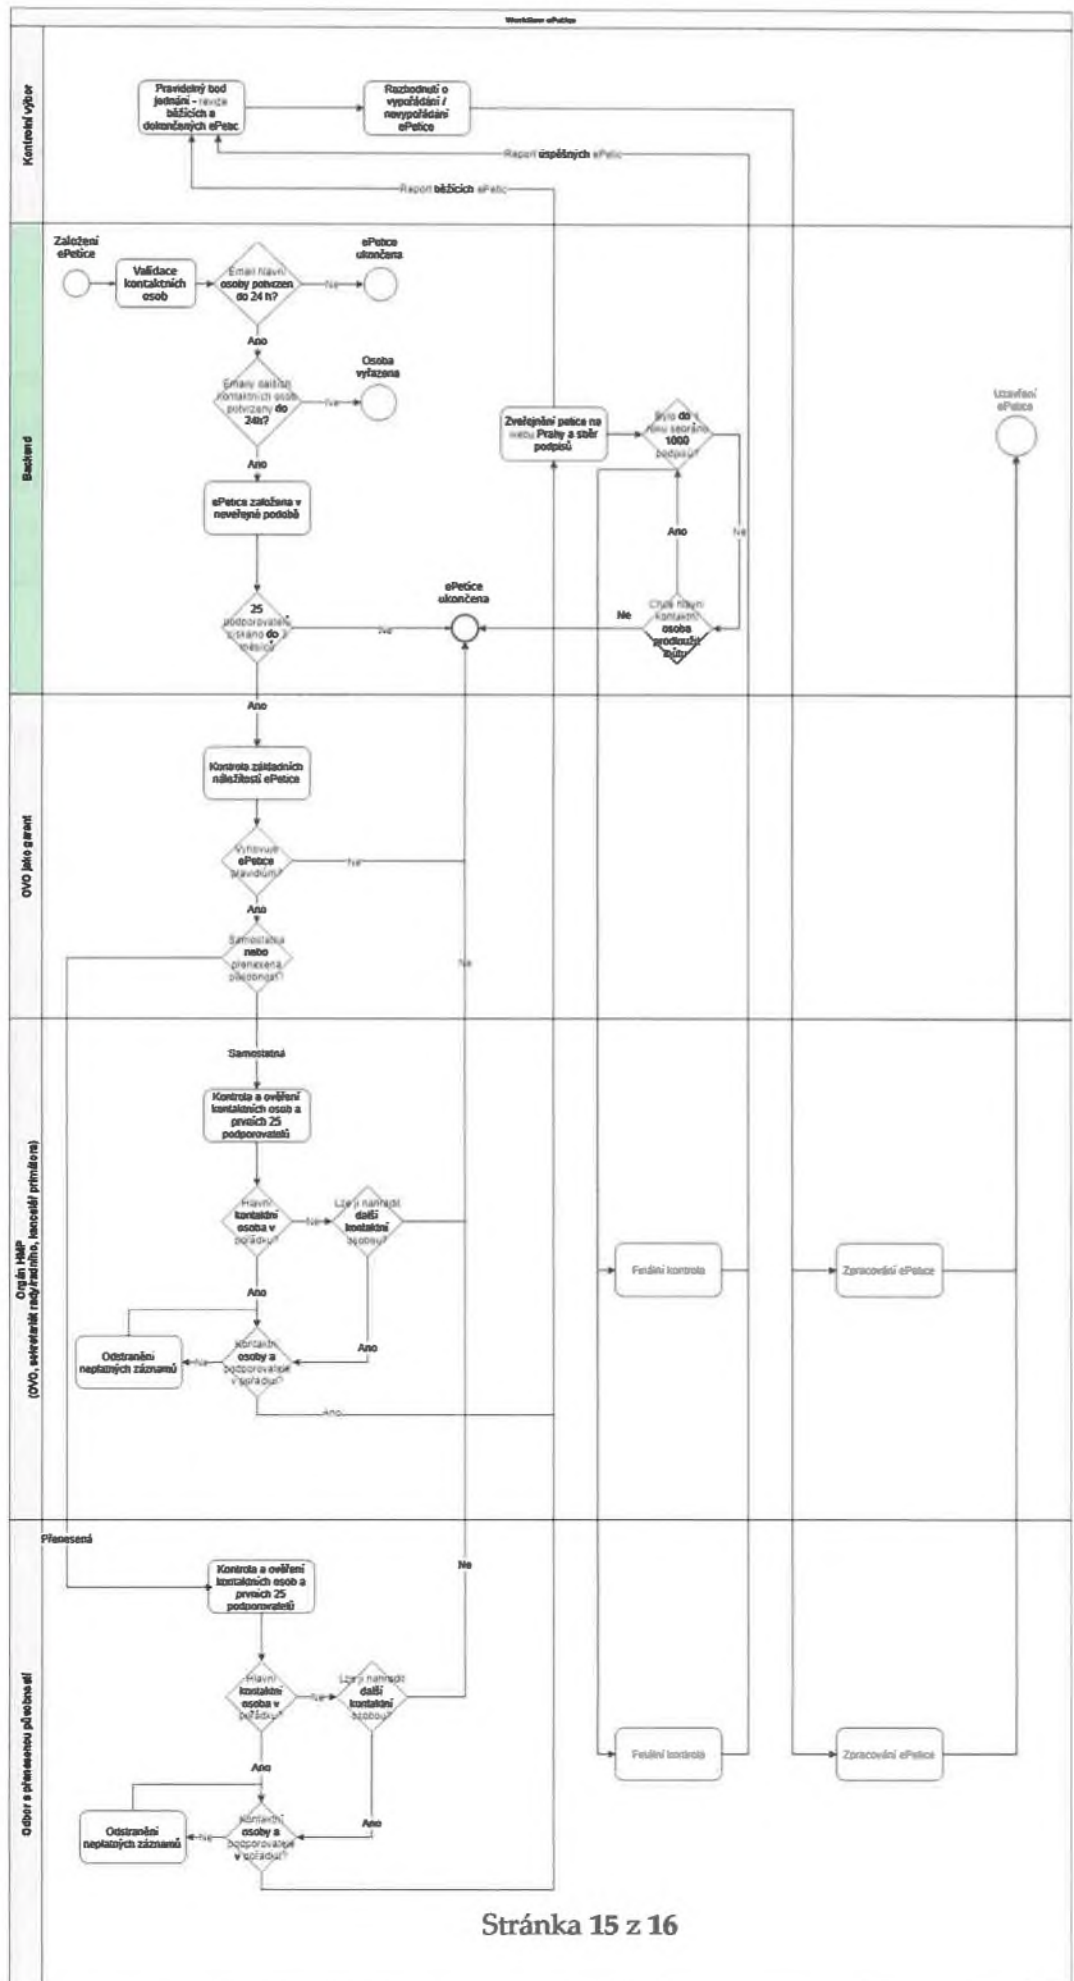 Workflow ePetice
Kontrolní výbor
Pravidelný bod
jednání - revize
běžících a
dokončených ePetic
Rozhodnutí o
vypořádání /
nevypořádání
ePetice
Report úspěšných ePetic
Report běžících ePetic
Backend
Založení
ePetice
Validace
kontaktních
osob
Email hlavní
osoby potvrzen
do 24 h?
Ne
ePetice
ukončena
Ano
Emaily dalších
kontaktních osob
potvrzeny do
24h?
Ne
Osoba
vyřazena
Ano
ePetice založena v
neveřejné podobě
25
podporovatelů
získáno do 3
měsíců
Ne
ePetice
ukončena
Zveřejnění petice na
webu Prahy a sběr
podpisů
Bylo do 1
roku sebráno
1000
podpisů?
Ano
Ne
Chce hlavní
kontaktní
osoba
prodloužit
lhůtu
Ne
Uzavření
ePetice
OVO jako garant
Ano
Kontrola základních
náležitostí ePetice
Vyhovuje
ePetice
pravidlům?
Ne
Ano
Samostatná
nebo
přenesená
působnost?
Ne
Orgán HMP
(OVO, sekretariát rady/radního, kancelář primátora)
Samostatná
Kontrola a ověření
kontaktních osob a
prvních 25
podporovatelů
Hlavní
kontaktní
osoba v
pořádku?
Ne
Lze ji nahradit
další
kontaktní
osobou?
Ano
Ano
Kontaktní
osoby a
podporovatelé
v pořádku?
Ne
Odstranění
neplatných záznamů
Ano
Finální kontrola
Zpracování ePetice
Odbor s přenesenou působností
Přenesená
Kontrola a ověření
kontaktních osob a
prvních 25
podporovatelů
Ne
Hlavní
kontaktní
osoba v
pořádku?
Ne
Lze ji nahradit
další
kontaktní
osobou?
Ano
Ano
Kontaktní
osoby a
podporovatelé
v pořádku?
Ne
Odstranění
neplatných záznamů
Finální kontrola
Zpracování ePetice
Stránka 15 z 16